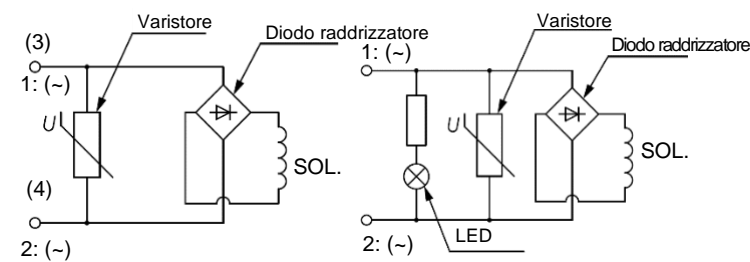 (3)
Varistore
Diodo raddrizzatore
1: (~)
U
SOL.
(4)
2: (~)
Varistore
Diodo raddrizzatore
1: (~)
U
SOL.
LED
2: (~)